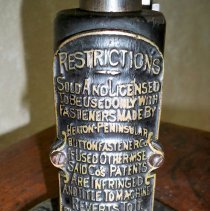 RESTRICTIONS
SOLD AND LICENSED
TO BE USED ONLY WITH
FASTENERS MADE BY
HEATON-PENINSULAR
BUTTON FASTENER CO.
IF USED OTHERWISE
SAID CO'S PATENTS
ARE INFRINGED
AND TITLE TO MACHINE
REVERTS TO